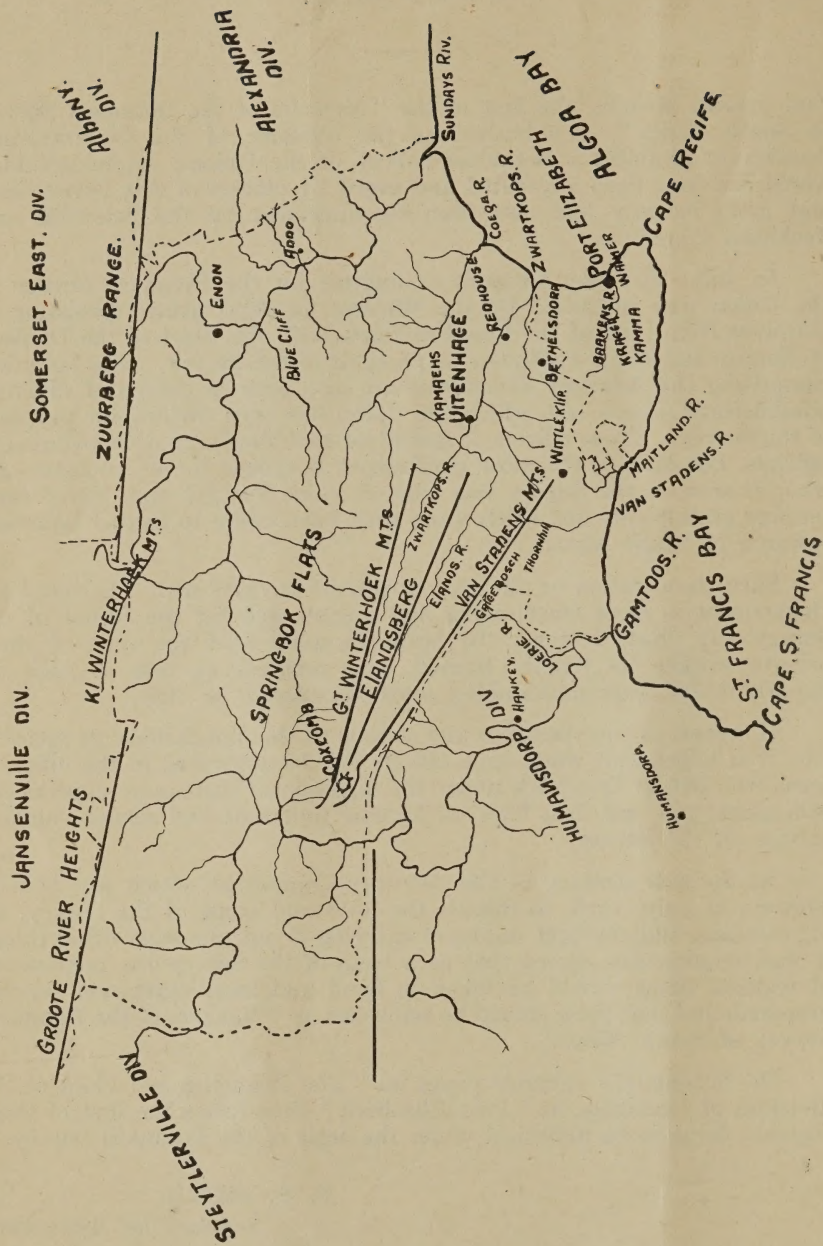 JANSENVILLE DIV.
SOMERSET, EAST, DIV.
ALBANY.
DIV.
ALEXANDRIA
DIV.
GROOTE RIVER HEIGHTS
KL WINTERHOEK MTS
ZUURBERG RANGE.
STEYTLERVILLE DIV
SPRINGBOK FLATS
ENON
ADDO
BLUE CLIFF
SUNDAYS RIV.
COXCOMB
GT WINTERHOEK MTS
ELANDSBERG
ZWARTKOPS. R.
ELANDS. R.
VAN STADENS MTS
KAMAEHS
UITENHAGE
REDHOUSE
COEGA. R.
ZWARTKOPS. R.
BETHELSDORP
WITTLEKLIP
THORNHILL
LOERIE. R
HUMANSDORP DIV
HANKEY.
HUMANSDORP.
BAAKENS. R.
KRAGGA
KAMMA
PORT ELIZABETH
WALMER
ALGOA BAY
CAPE RECIFE
MAITLAND. R.
VAN STADENS. R.
GAMTOOS. R.
ST FRANCIS BAY
CAPE. S. FRANCIS